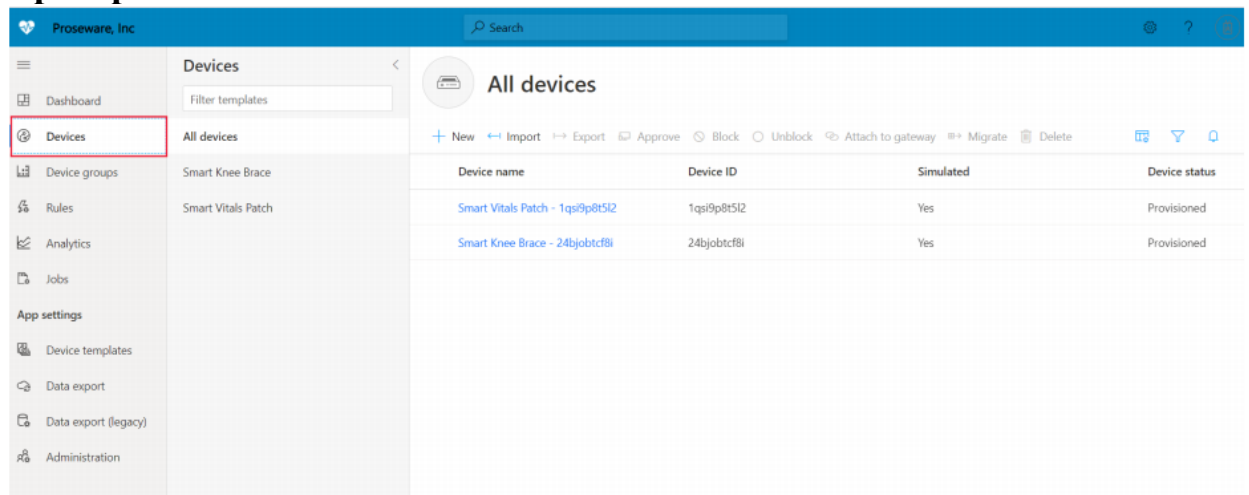 Proseware, Inc
Search
?
Dashboard
Devices
Device groups
Rules
Analytics
Jobs
App settings
Device templates
Data export
Data export (legacy)
Administration
Devices
Filter templates
All devices
Smart Knee Brace
Smart Vitals Patch
All devices
New Import Export Approve Block Unblock Attach to gateway Migrate Delete
Device name Device ID Simulated Device status
Smart Vitals Patch - 1qsi9p8t5l2 1qsi9p8t5l2 Yes Provisioned
Smart Knee Brace - 24bjobtcf8i 24bjobtcf8i Yes Provisioned